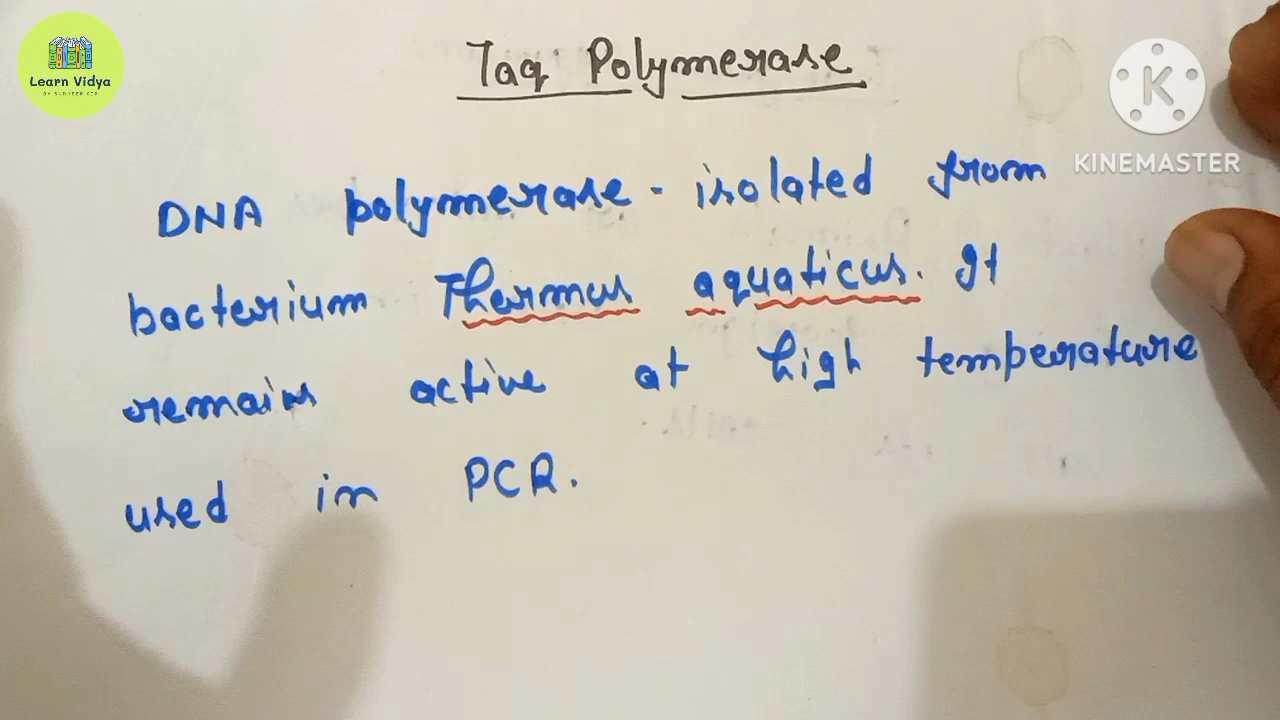 Learn Vidya
Taq Polymerase
KINEMASTER
DNA polymerase - isolated from
bacterium Thermus aquaticus. It
remains active at high temperature
used in PCR.